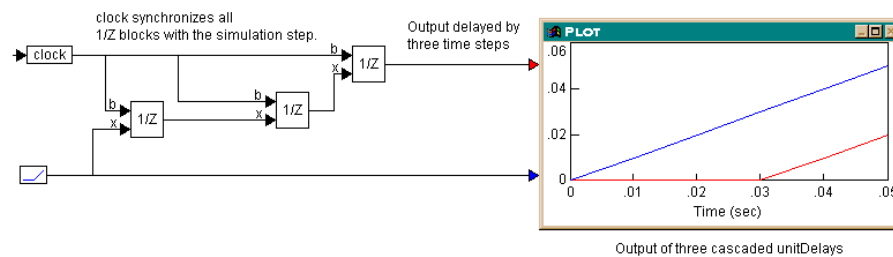 clock synchronizes all
1/Z blocks with the simulation step.
Output delayed by
three time steps
clock
b
x
1/Z
b
x
1/Z
b
x
1/Z
PLOT
.06
.04
.02
0
0 .01 .02 .03 .04 .05
Time (sec)
Output of three cascaded unitDelays